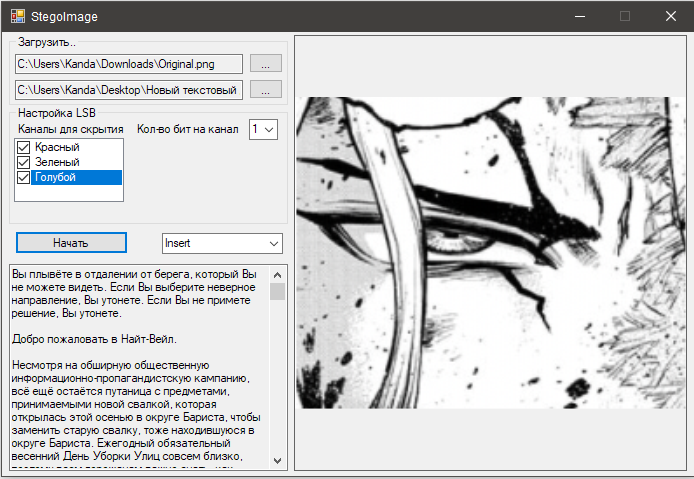 StegoImage
Загрузить..
C:\Users\Kanda\Downloads\Original.png
...
C:\Users\Kanda\Desktop\Новый текстовый
...
Настройка LSB
Каналы для скрытия Кол-во бит на канал 1
Красный
Зеленый
Голубой
Начать Insert
Вы плывёте в отдалении от берега, который Вы
не можете видеть. Если Вы выберите неверное
направление, Вы утонете. Если Вы не примете
решение, Вы утонете.
Добро пожаловать в Найт-Вейл.
Несмотря на обширную общественную
информационно-пропагандистскую кампанию,
всё ещё остаётся путаница с предметами,
принимаемыми новой свалкой, которая
открылась этой осенью в округе Бариста, чтобы
заменить старую свалку, тоже находившуюся в
округе Бариста. Ежегодный обязательный
весенний День Уборки Улиц совсем близко,